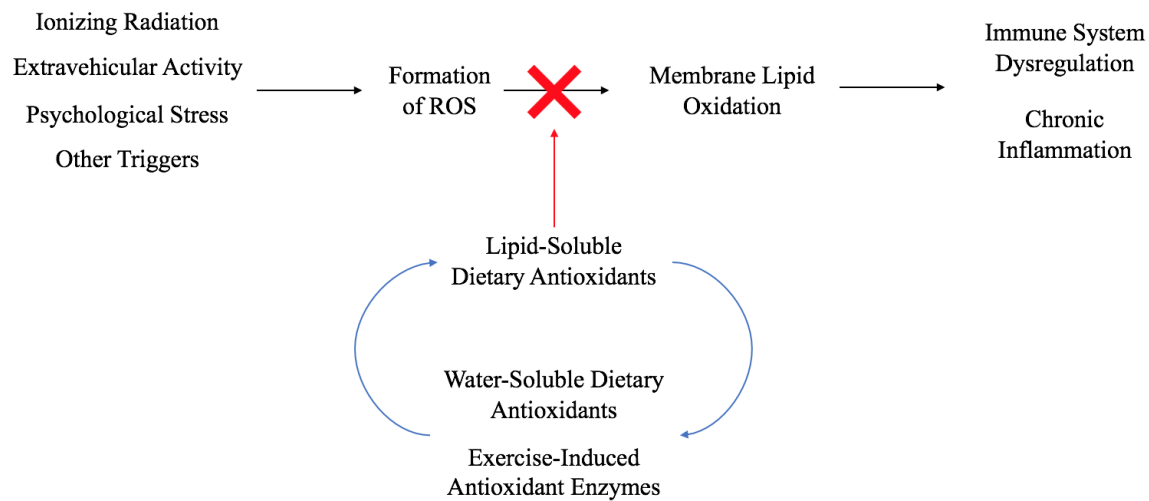 Ionizing Radiation
Extravehicular Activity
Psychological Stress
Other Triggers
Formation
of ROS
Membrane Lipid
Oxidation
Immune System
Dysregulation
Chronic
Inflammation
Lipid-Soluble
Dietary Antioxidants
Water-Soluble Dietary
Antioxidants
Exercise-Induced
Antioxidant Enzymes